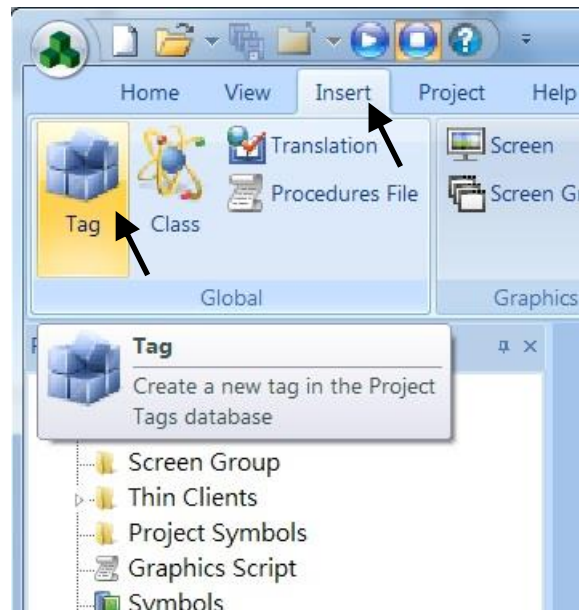 Home View Insert Project Help
Tag
Class
Translation
Procedures File
Screen
Screen
Global
Graphics
Tag
Create a new tag in the Project
Tags database
Screen Group
Thin Clients
Project Symbols
Graphics Script
Symbols